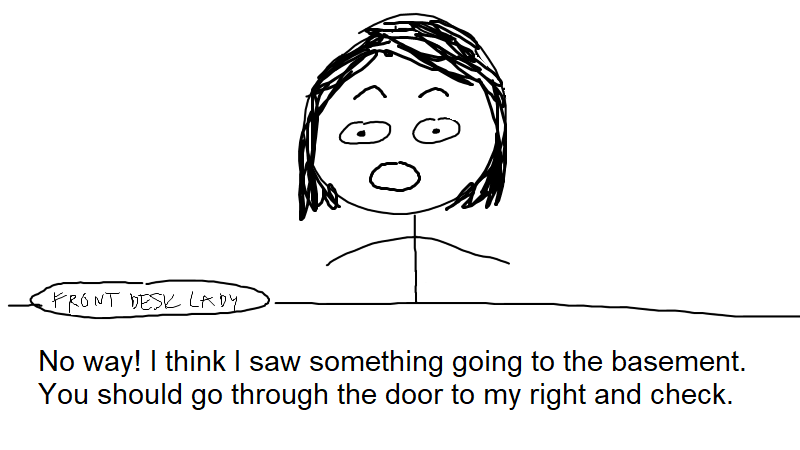 FRONT DESK LADY
No way! I think I saw something going to the basement.
You should go through the door to my right and check.